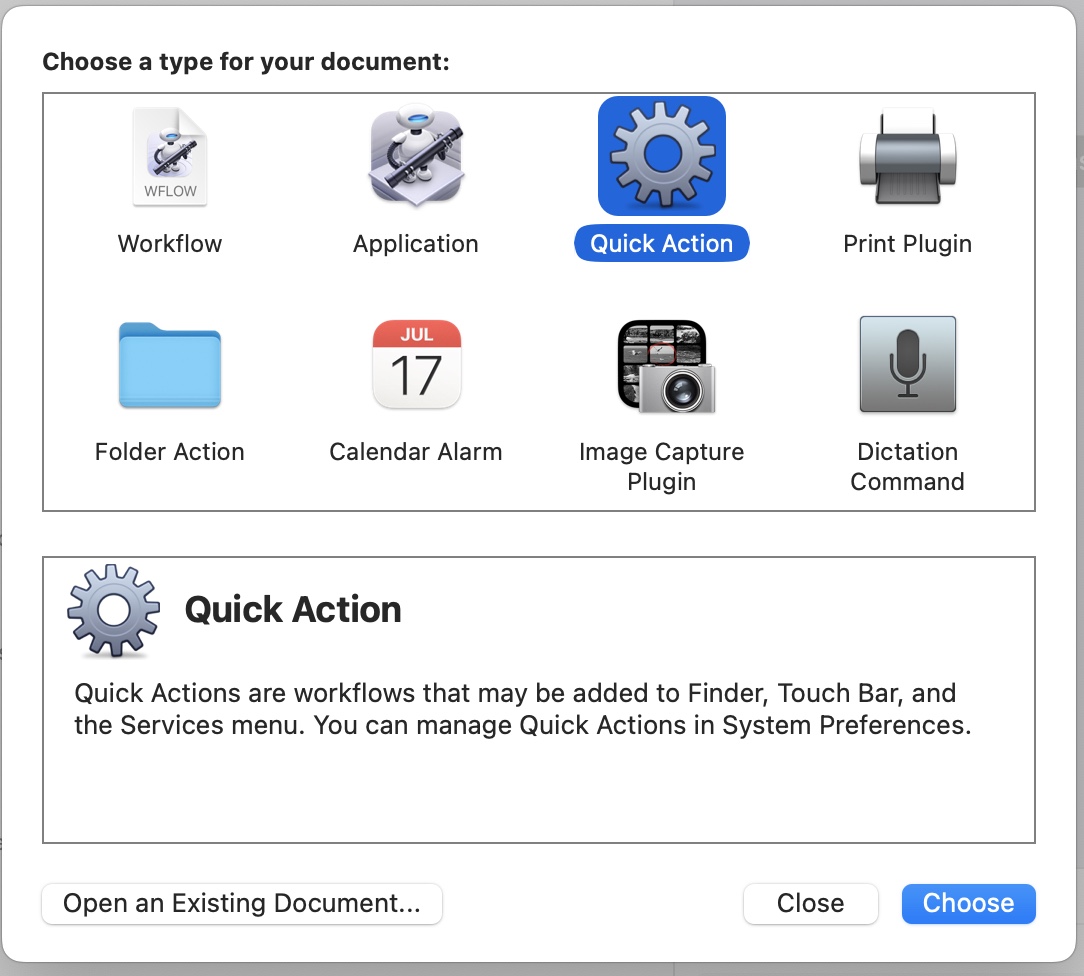 Choose a type for your document:
WFLOW
Workflow
Application
Quick Action
Print Plugin
JUL
17
Folder Action
Calendar Alarm
Image Capture
Plugin
Dictation
Command
Quick Action
Quick Actions are workflows that may be added to Finder, Touch Bar, and
the Services menu. You can manage Quick Actions in System Preferences.
Open an Existing Document...
Close
Choose